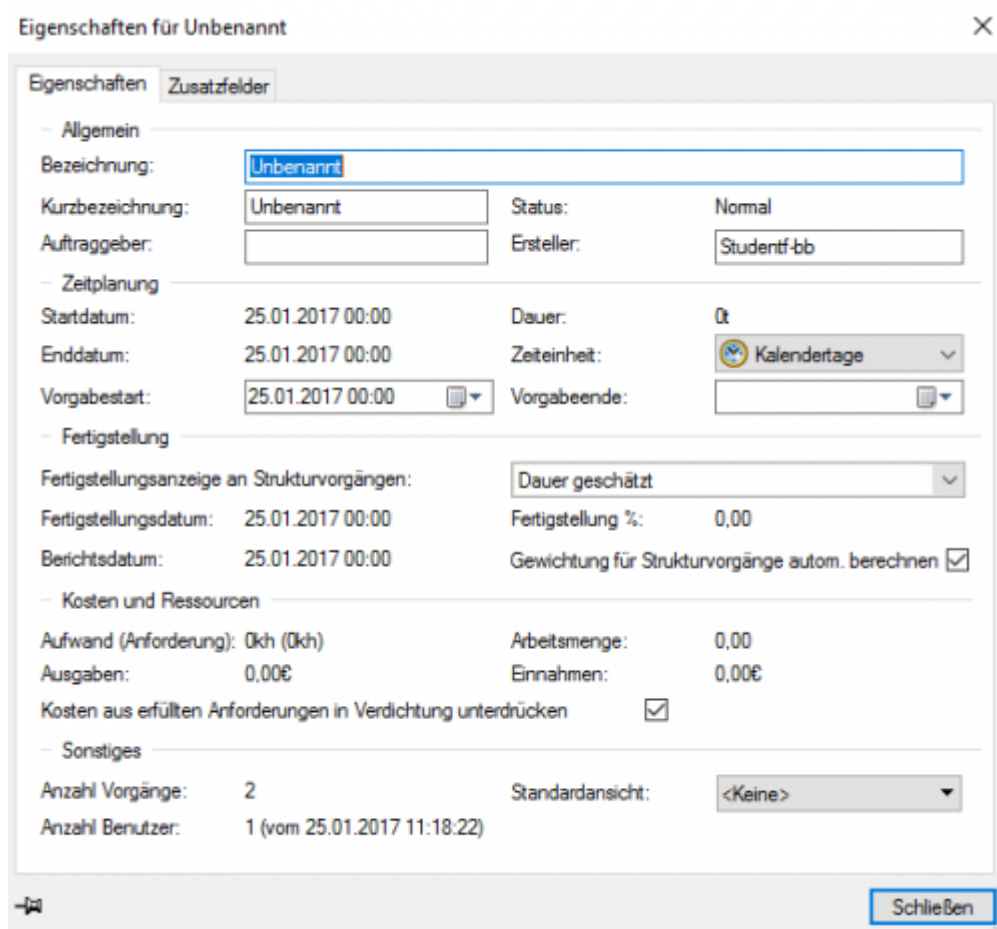 Eigenschaften für Unbenannt
Eigenschaften Zusatzfelder
Allgemein
Bezeichnung: Unbenannt
Kurzbezeichnung: Unbenannt Status: Normal
Auftraggeber: Ersteller: Studentf-bb
Zeitplanung
Startdatum: 25.01.2017 00:00 Dauer: 0t
Enddatum: 25.01.2017 00:00 Zeiteinheit: Kalendertage
Vorgabestart: 25.01.2017 00:00 Vorgabeende:
Fertigstellung
Fertigstellungsanzeige an Strukturvorgängen: Dauer geschätzt
Fertigstellungsdatum: 25.01.2017 00:00 Fertigstellung %: 0,00
Berichtsdatum: 25.01.2017 00:00 Gewichtung für Strukturvorgänge autom. berechnen
Kosten und Ressourcen
Aufwand (Anforderung): 0kh (0kh) Arbeitsmenge: 0,00
Ausgaben: 0,00€ Einnahmen: 0,00€
Kosten aus erfüllten Anforderungen in Verdichtung unterdrücken
Sonstiges
Anzahl Vorgänge: 2 Standardansicht: <Keine>
Anzahl Benutzer: 1 (vom 25.01.2017 11:18:22)
Schließen